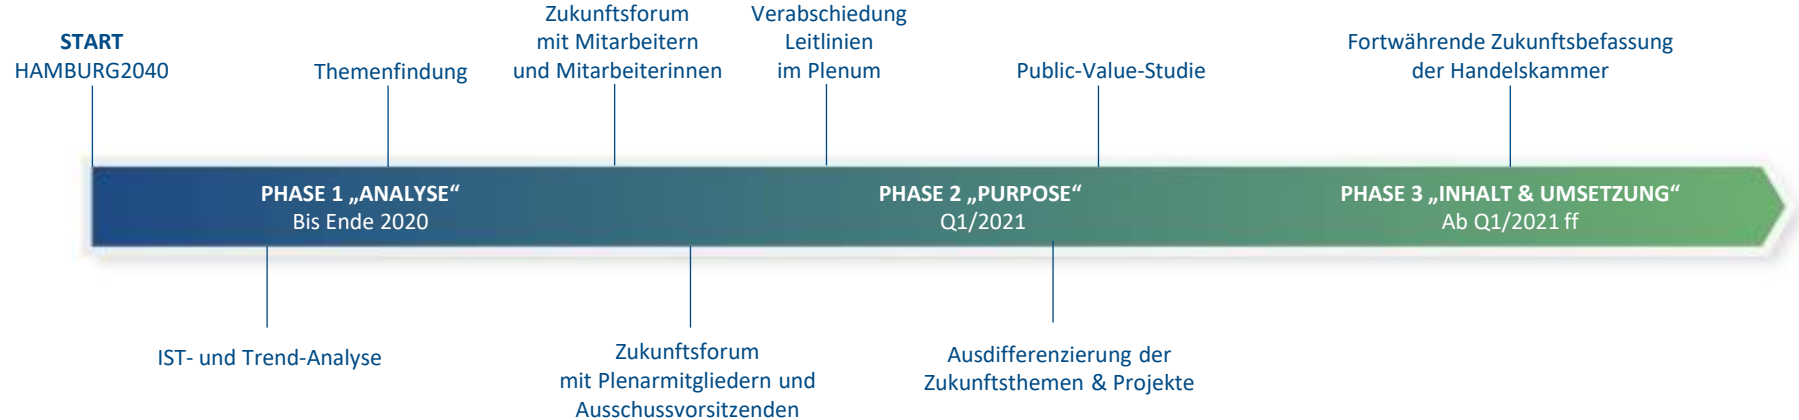 START
HAMBURG2040
Themenfindung
Zukunftsforum
mit Mitarbeitern
und Mitarbeiterinnen
Verabschiedung
Leitlinien
im Plenum
Public-Value-Studie
Fortwährende Zukunftsbefassung
der Handelskammer
PHASE 1 „ANALYSE“
Bis Ende 2020
PHASE 2 „PURPOSE“
Q1/2021
PHASE 3 „INHALT & UMSETZUNG“
Ab Q1/2021 ff
IST- und Trend-Analyse
Zukunftsforum
mit Plenarmitgliedern und
Ausschussvorsitzenden
Ausdifferenzierung der
Zukunftsthemen & Projekte